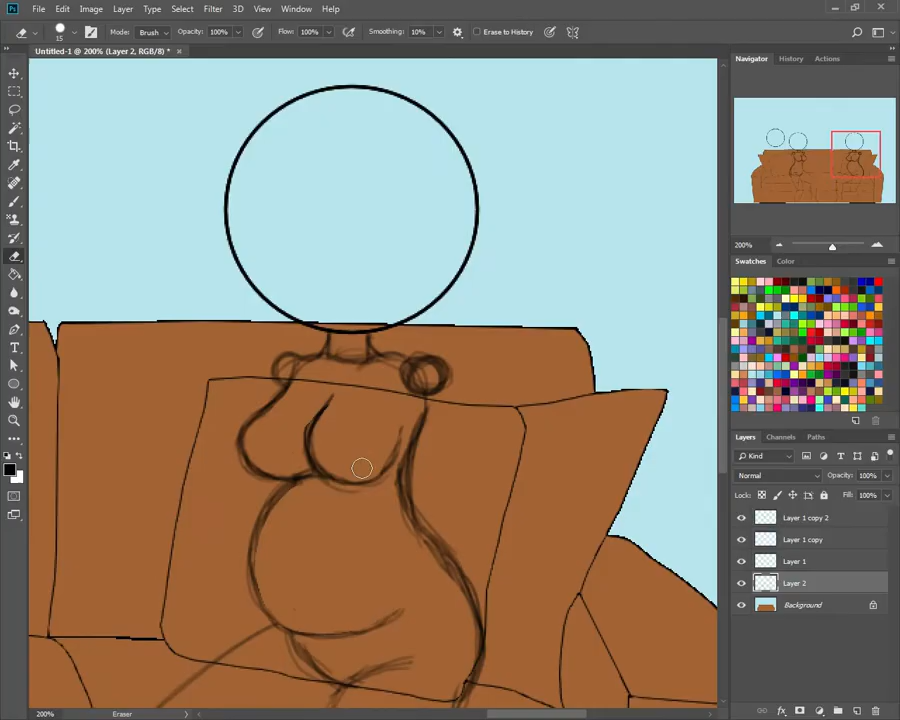 Ps File Edit Image Layer Type Select Filter 3D View Window Help
15 Mode: Brush Opacity: 100% Flow: 100% Smoothing: 10% Erase to History
Untitled-1 @ 200% (Layer 2, RGB/8) * ×
Navigator History Actions
200%
Swatches Color
Layers Channels Paths
Kind
Normal Opacity: 100%
Lock: Fill: 100%
Layer 1 copy 2
Layer 1 copy
Layer 1
Layer 2
Background
200% Eraser
fx